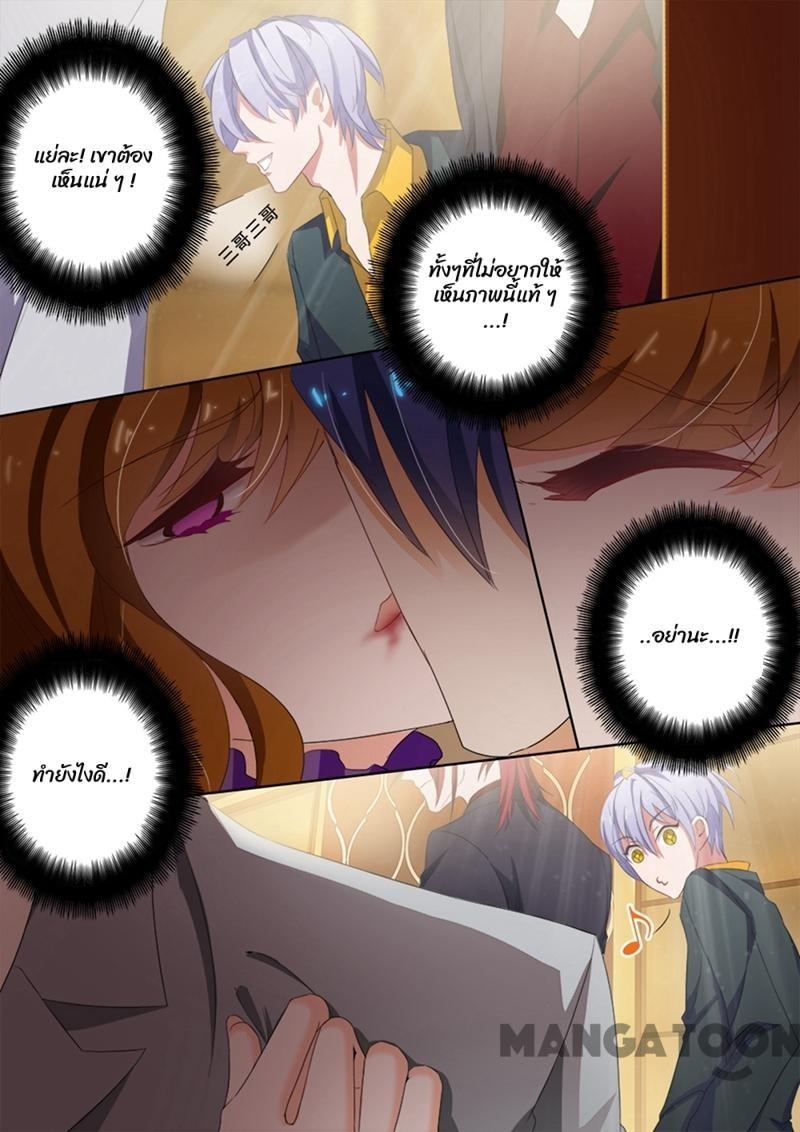 แย่ละ! เขาต้อง
เห็นแน่ ๆ !
三哥三哥
ทั้งๆที่ไม่อยากให้
เห็นภาพนี้แท้ ๆ
...!
..อย่านะ...!!
ทำยังไงดี...!
MANGATOON